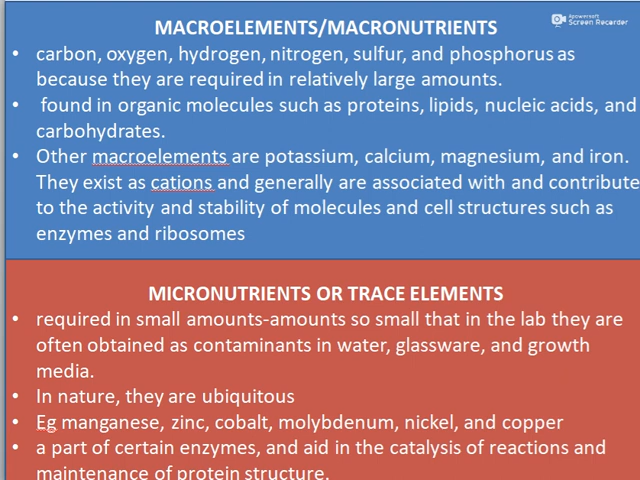 Apowersoft
Screen Recorder
MACROELEMENTS/MACRONUTRIENTS
• carbon, oxygen, hydrogen, nitrogen, sulfur, and phosphorus as
because they are required in relatively large amounts.
• found in organic molecules such as proteins, lipids, nucleic acids, and
carbohydrates.
• Other macroelements are potassium, calcium, magnesium, and iron.
They exist as cations and generally are associated with and contribute
to the activity and stability of molecules and cell structures such as
enzymes and ribosomes
MICRONUTRIENTS OR TRACE ELEMENTS
• required in small amounts-amounts so small that in the lab they are
often obtained as contaminants in water, glassware, and growth
media.
• In nature, they are ubiquitous
• Eg manganese, zinc, cobalt, molybdenum, nickel, and copper
• a part of certain enzymes, and aid in the catalysis of reactions and
maintenance of protein structure.